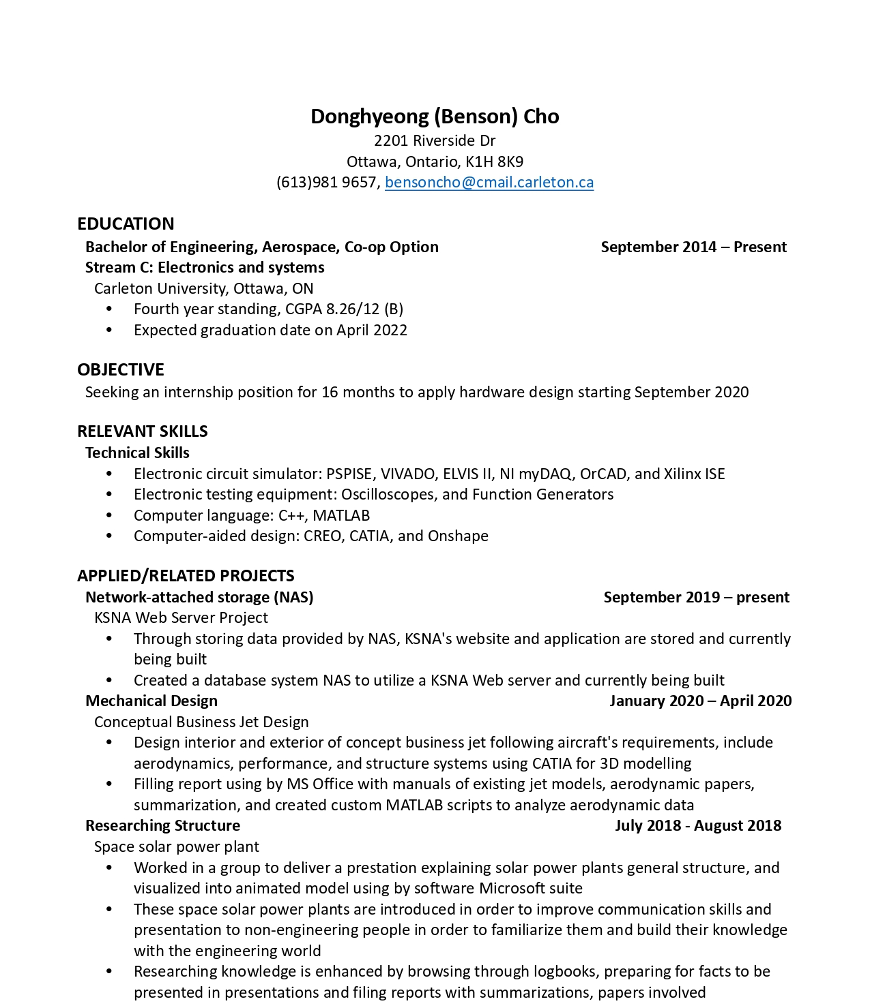 Donghyeong (Benson) Cho
2201 Riverside Dr
Ottawa, Ontario, K1H 8K9
(613)981 9657, bensoncho@cmail.carleton.ca
EDUCATION
Bachelor of Engineering, Aerospace, Co-op Option September 2014 – Present
Stream C: Electronics and systems
Carleton University, Ottawa, ON
• Fourth year standing, CGPA 8.26/12 (B)
• Expected graduation date on April 2022
OBJECTIVE
Seeking an internship position for 16 months to apply hardware design starting September 2020
RELEVANT SKILLS
Technical Skills
• Electronic circuit simulator: PSPISE, VIVADO, ELVIS II, NI myDAQ, OrCAD, and Xilinx ISE
• Electronic testing equipment: Oscilloscopes, and Function Generators
• Computer language: C++, MATLAB
• Computer-aided design: CREO, CATIA, and Onshape
APPLIED/RELATED PROJECTS
Network-attached storage (NAS) September 2019 – present
KSNA Web Server Project
• Through storing data provided by NAS, KSNA's website and application are stored and currently
being built
• Created a database system NAS to utilize a KSNA Web server and currently being built
Mechanical Design January 2020 – April 2020
Conceptual Business Jet Design
• Design interior and exterior of concept business jet following aircraft's requirements, include
aerodynamics, performance, and structure systems using CATIA for 3D modelling
• Filling report using by MS Office with manuals of existing jet models, aerodynamic papers,
summarization, and created custom MATLAB scripts to analyze aerodynamic data
Researching Structure July 2018 - August 2018
Space solar power plant
• Worked in a group to deliver a prestation explaining solar power plants general structure, and
visualized into animated model using by software Microsoft suite
• These space solar power plants are introduced in order to improve communication skills and
presentation to non-engineering people in order to familiarize them and build their knowledge
with the engineering world
• Researching knowledge is enhanced by browsing through logbooks, preparing for facts to be
presented in presentations and filing reports with summarizations, papers involved